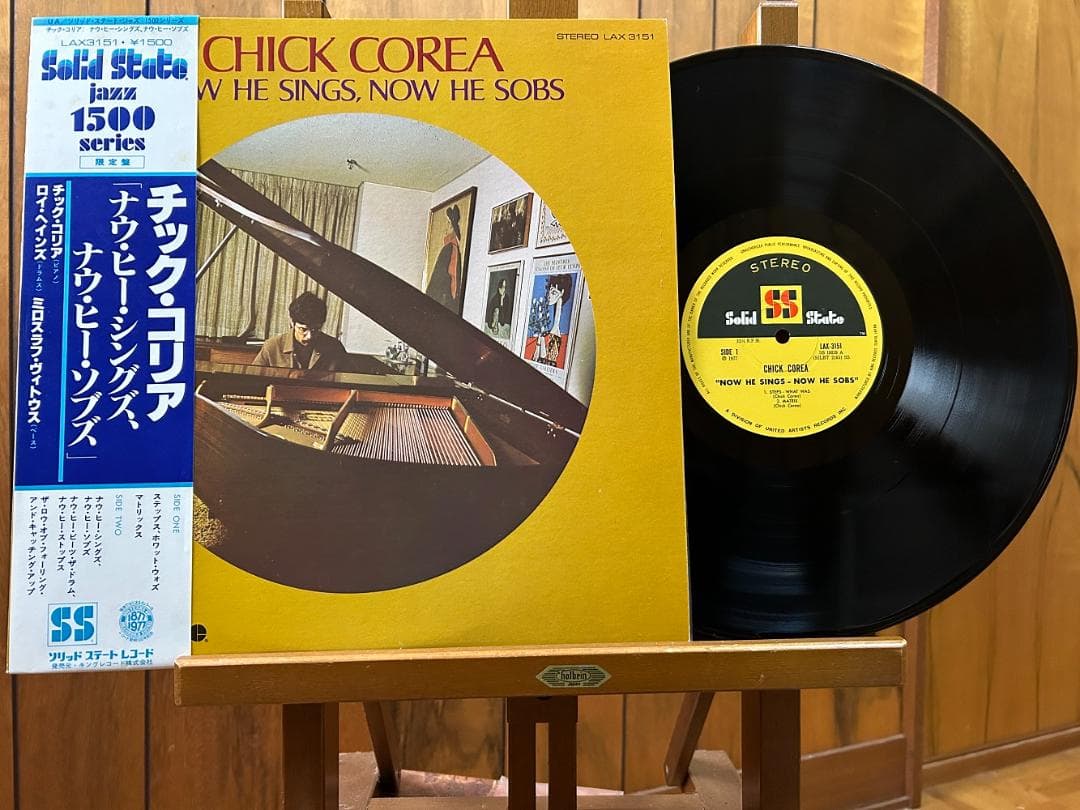 U.A./ソリッド・ステート・ジャズ 1500シリーズ
チック・コリア/ナウ・ヒー・シングズ、ナウ・ヒー・ソブズ
LAX3151・¥1500
Solid State
jazz
1500
series
限定盤
チック・コリア
「ナウ・ヒー・シングズ、
ナウ・ヒー・ソブズ」
チック・コリア(ピアノ)
ロイ・ヘインズ(ドラムス) ミロスラフ・ヴィトウス(ベース)
SIDE ONE
ステップス、ホワット・ウォズ
マトリックス
SIDE TWO
ナウ・ヒー・シングズ、
ナウ・ヒー・ソブズ
ナウ・ヒー・ビーツ・ザ・ドラム、
ナウ・ヒー・ストップス
ザ・ロウ・オブ・フォーリング・
アンド・キャッチング・アップ
SS
1877
1977
ソリッド ステート レコード
発売元・キングレコード株式会社
STEREO LAX 3151
CHICK COREA
W HE SINGS, NOW HE SOBS
STEREO
Solid SS State
SIDE 1
LAX-3151
CHICK COREA
"NOW HE SINGS - NOW HE SOBS"
1. STEPS - WHAT WAS
(Chick Corea)
2. MATRIX
(Chick Corea)
A DIVISION OF UNITED ARTISTS RECORDS INC.
holbein